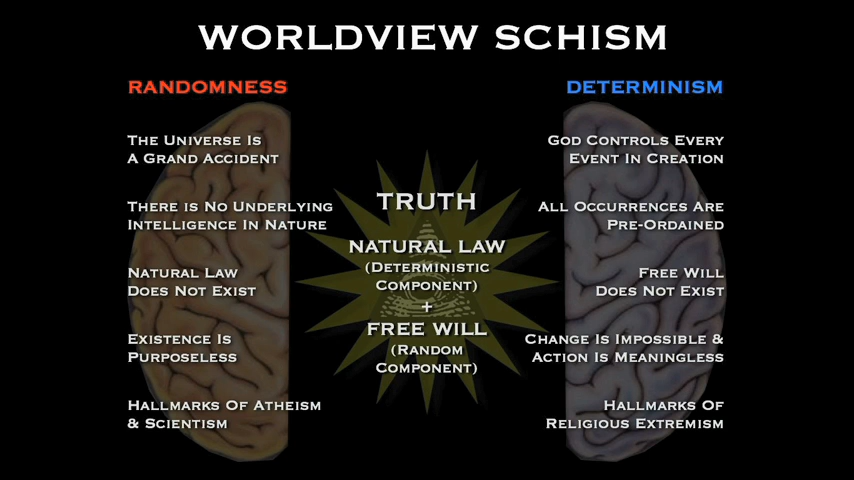 WORLDVIEW SCHISM
RANDOMNESS
THE UNIVERSE IS
A GRAND ACCIDENT
THERE IS NO UNDERLYING
INTELLIGENCE IN NATURE
NATURAL LAW
DOES NOT EXIST
EXISTENCE IS
PURPOSELESS
HALLMARKS OF ATHEISM
& SCIENTISM
TRUTH
NATURAL LAW
(DETERMINISTIC
COMPONENT)
+
FREE WILL
(RANDOM
COMPONENT)
DETERMINISM
GOD CONTROLS EVERY
EVENT IN CREATION
ALL OCCURRENCES ARE
PRE-ORDAINED
FREE WILL
DOES NOT EXIST
CHANGE IS IMPOSSIBLE &
ACTION IS MEANINGLESS
HALLMARKS OF
RELIGIOUS EXTREMISM